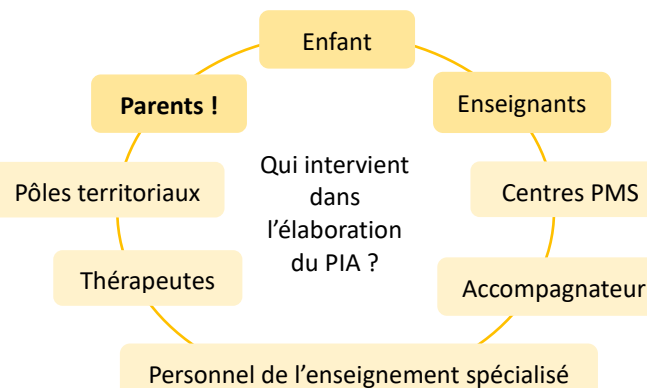 Enfant
Parents !
Enseignants
Qui intervient
dans
l'élaboration
du PIA ?
Pôles territoriaux
Centres PMS
Thérapeutes
Accompagnateur
Personnel de l'enseignement spécialisé